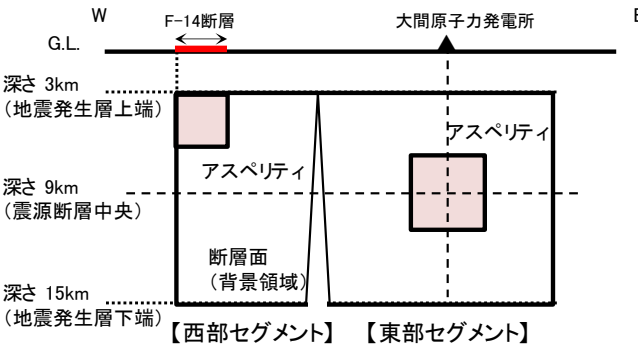 W
F-14断層
大間原子力発電所
E
G.L.
深さ 3km
(地震発生層上端)
アスペリティ
アスペリティ
深さ 9km
(震源断層中央)
断層面
(背景領域)
深さ 15km
(地震発生層下端)
【西部セグメント】
【東部セグメント】